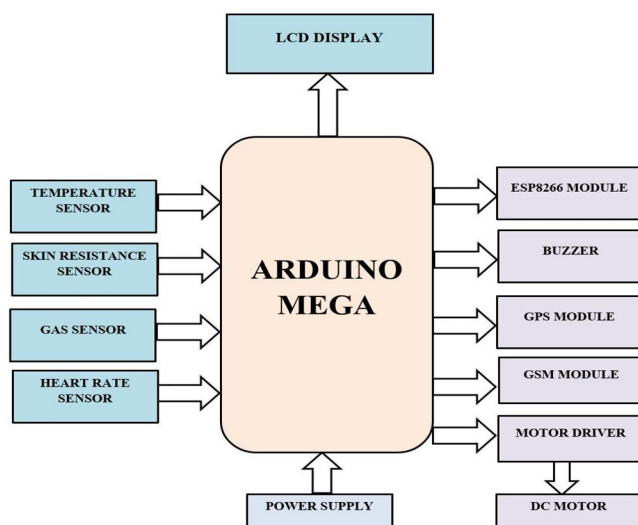 LCD DISPLAY
TEMPERATURE
SENSOR
SKIN RESISTANCE
SENSOR
GAS SENSOR
HEART RATE
SENSOR
ARDUINO
MEGA
ESP8266 MODULE
BUZZER
GPS MODULE
GSM MODULE
MOTOR DRIVER
POWER SUPPLY
DC MOTOR